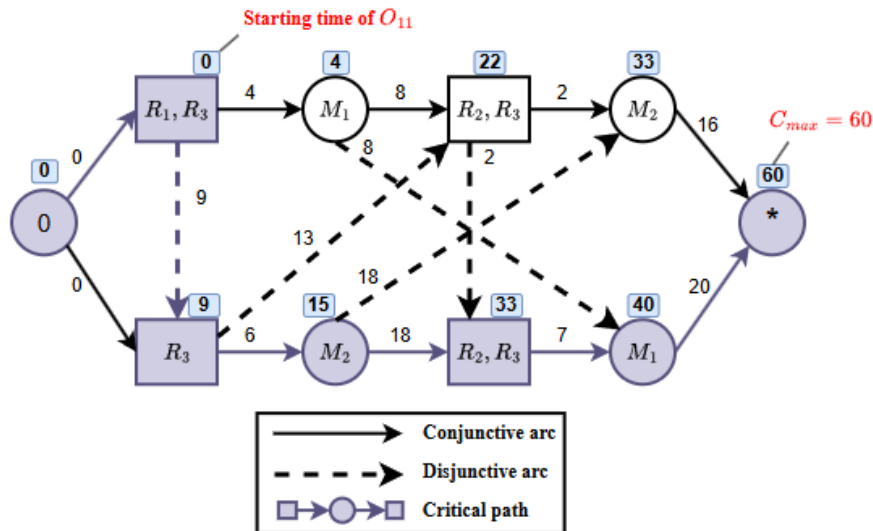 Starting time of O₁₁
0
4
22
33
R₁, R₃
4
M₁
8
R₂, R₃
2
M₂
16
C_{max} = 60
0
0
8
2
60
0
9
*
13
18
20
0
9
15
33
40
R₃
6
M₂
18
R₂, R₃
7
M₁
Conjunctive arc
Disjunctive arc
Critical path